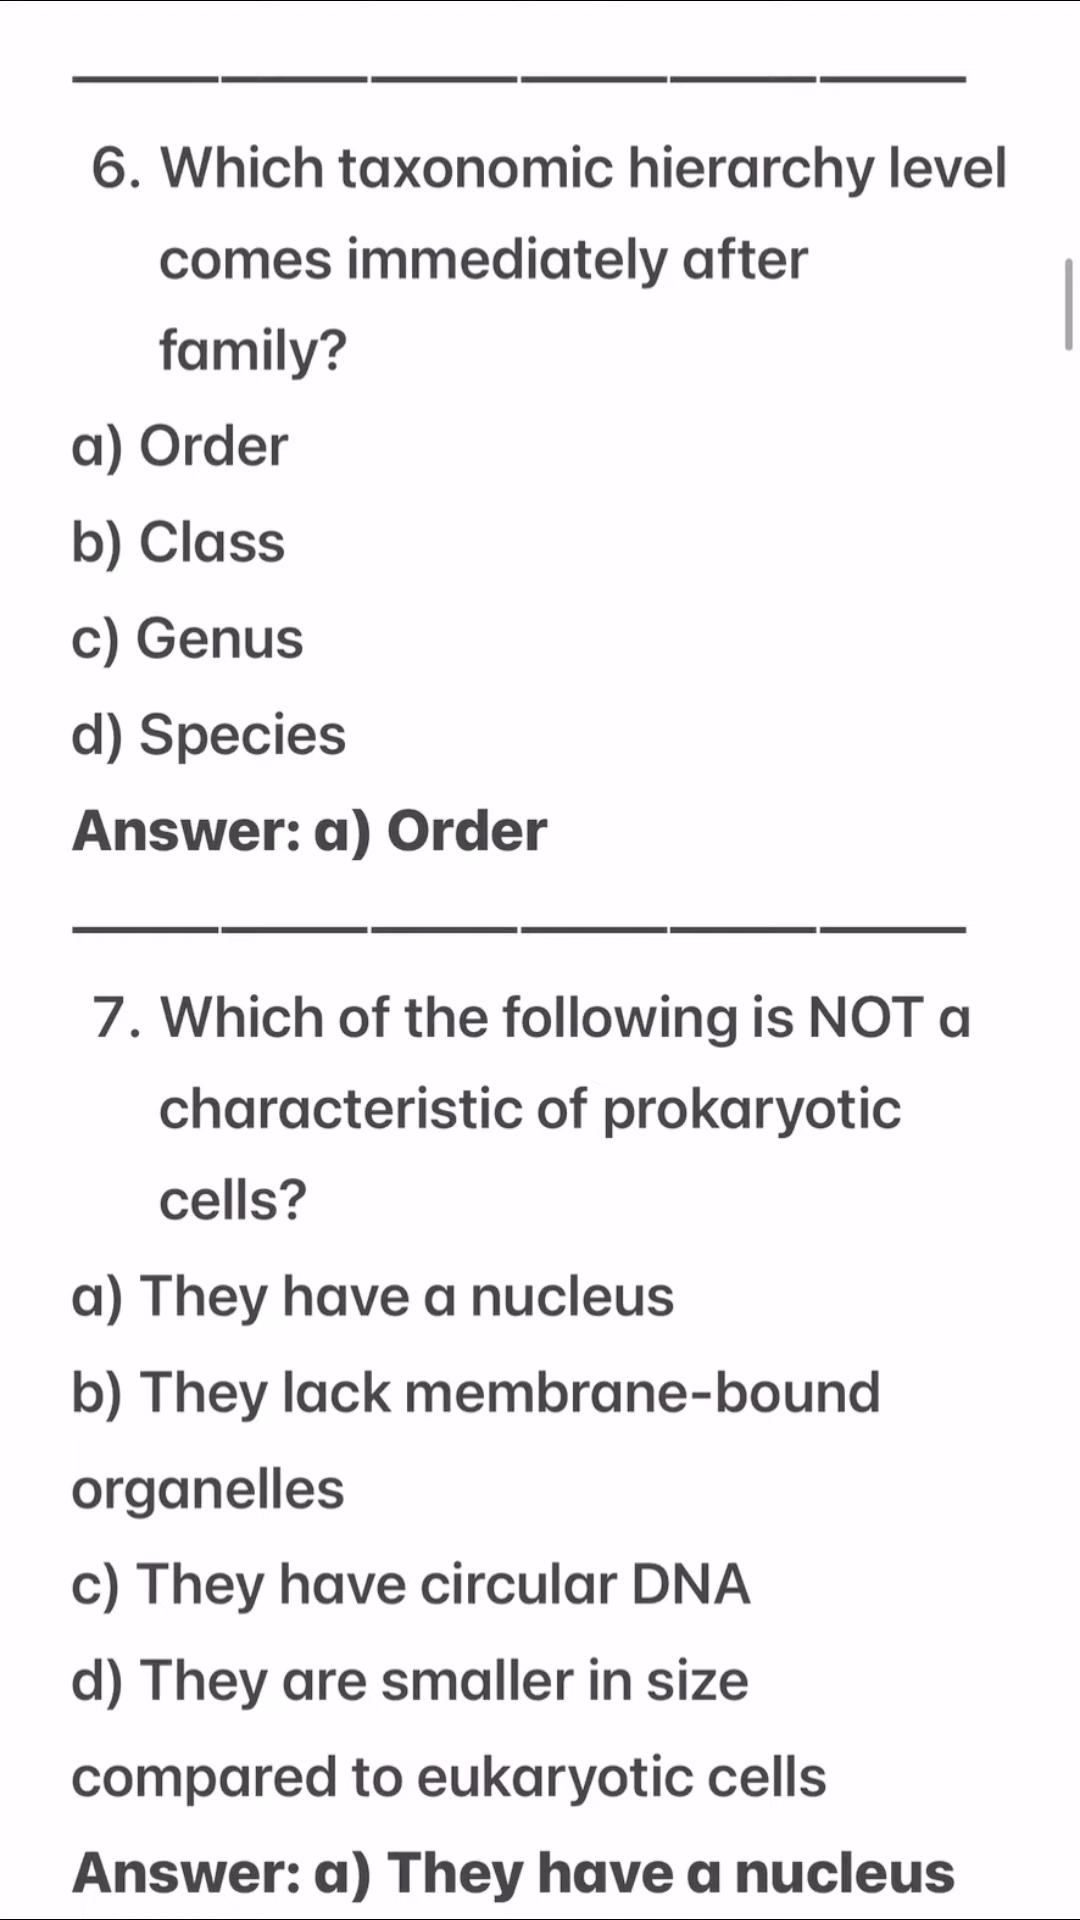 6. Which taxonomic hierarchy level
comes immediately after
family?
a) Order
b) Class
c) Genus
d) Species
Answer: a) Order
7. Which of the following is NOT a
characteristic of prokaryotic
cells?
a) They have a nucleus
b) They lack membrane-bound
organelles
c) They have circular DNA
d) They are smaller in size
compared to eukaryotic cells
Answer: a) They have a nucleus